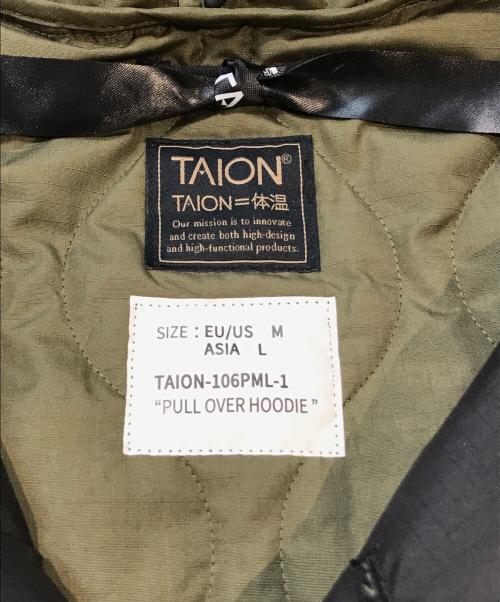 TAION®
TAION=体温
Our mission is to innovate
and create both high-design
and high-functional products.
SIZE : EU/US M
ASIA L
TAION-106PML-1
“PULL OVER HOODIE”